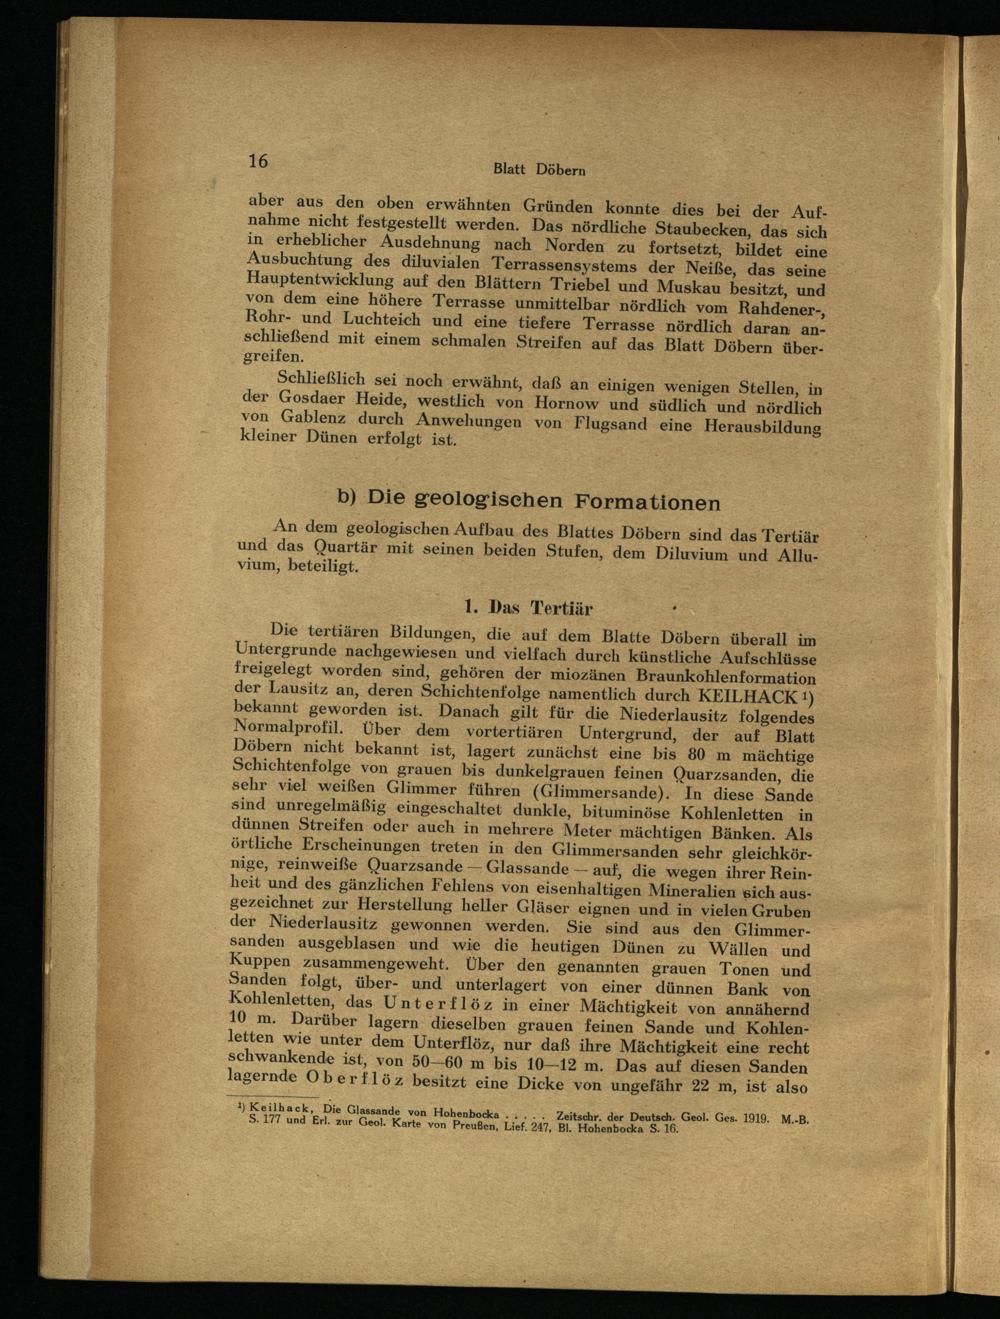 16
Blatt Döbern
aber aus den oben erwähnten Gründen konnte dies bei der Auf-
nahme nicht festgestellt werden. Das nördliche Staubecken, das sich
in erheblicher Ausdehnung nach Norden zu fortsetzt, bildet eine
Ausbuchtung des diluvialen Terrassensystems der Neiße, das seine
Hauptentwicklung auf den Blättern Triebel und Muskau besitzt, und
von dem eine höhere Terrasse unmittelbar nördlich vom Rahdener-,
Rohr- und Luchteich und eine tiefere Terrasse nördlich daran an-
schließend mit einem schmalen Streifen auf das Blatt Döbern über-
greifen.
Schließlich sei noch erwähnt, daß an einigen wenigen Stellen, in
der Gosdaer Heide, westlich von Hornow und südlich und nördlich
von Gablenz durch Anwehungen von Flugsand eine Herausbildung
kleiner Dünen erfolgt ist.
b) Die geologischen Formationen
An dem geologischen Aufbau des Blattes Döbern sind das Tertiär
und das Quartär mit seinen beiden Stufen, dem Diluvium und Allu-
vium, beteiligt.
1. Das Tertiär
Die tertiären Bildungen, die auf dem Blatte Döbern überall im
Untergrunde nachgewiesen und vielfach durch künstliche Aufschlüsse
freigelegt worden sind, gehören der miozänen Braunkohlenformation
der Lausitz an, deren Schichtenfolge namentlich durch KEILHACK ¹)
bekannt geworden ist. Danach gilt für die Niederlausitz folgendes
Normalprofil. Über dem vortertiären Untergrund, der auf Blatt
Döbern nicht bekannt ist, lagert zunächst eine bis 80 m mächtige
Schichtenfolge von grauen bis dunkelgrauen feinen Quarzsanden, die
sehr viel weißen Glimmer führen (Glimmersande). In diese Sande
sind unregelmäßig eingeschaltet dunkle, bituminöse Kohlenletten in
dünnen Streifen oder auch in mehrere Meter mächtigen Bänken. Als
örtliche Erscheinungen treten in den Glimmersanden sehr gleichkör-
nige, reinweiße Quarzsande — Glassande — auf, die wegen ihrer Rein-
heit und des gänzlichen Fehlens von eisenhaltigen Mineralien sich aus-
gezeichnet zur Herstellung heller Gläser eignen und in vielen Gruben
der Niederlausitz gewonnen werden. Sie sind aus den Glimmer-
sanden ausgeblasen und wie die heutigen Dünen zu Wällen und
Kuppen zusammengeweht. Über den genannten grauen Tonen und
Sanden folgt, über- und unterlagert von einer dünnen Bank von
Kohlenletten, das Unterflöz in einer Mächtigkeit von annähernd
10 m. Darüber lagern dieselben grauen feinen Sande und Kohlen-
letten wie unter dem Unterflöz, nur daß ihre Mächtigkeit eine recht
schwankende ist, von 50—60 m bis 10—12 m. Das auf diesen Sanden
lagernde Oberflöz besitzt eine Dicke von ungefähr 22 m, ist also
¹) Keilhack, Die Glassande von Hohenbocka . . . . . Zeitschr. der Deutsch. Geol. Ges. 1919. M.-B.
S. 177 und Erl. zur Geol. Karte von Preußen, Lief. 247, Bl. Hohenbocka S. 16.